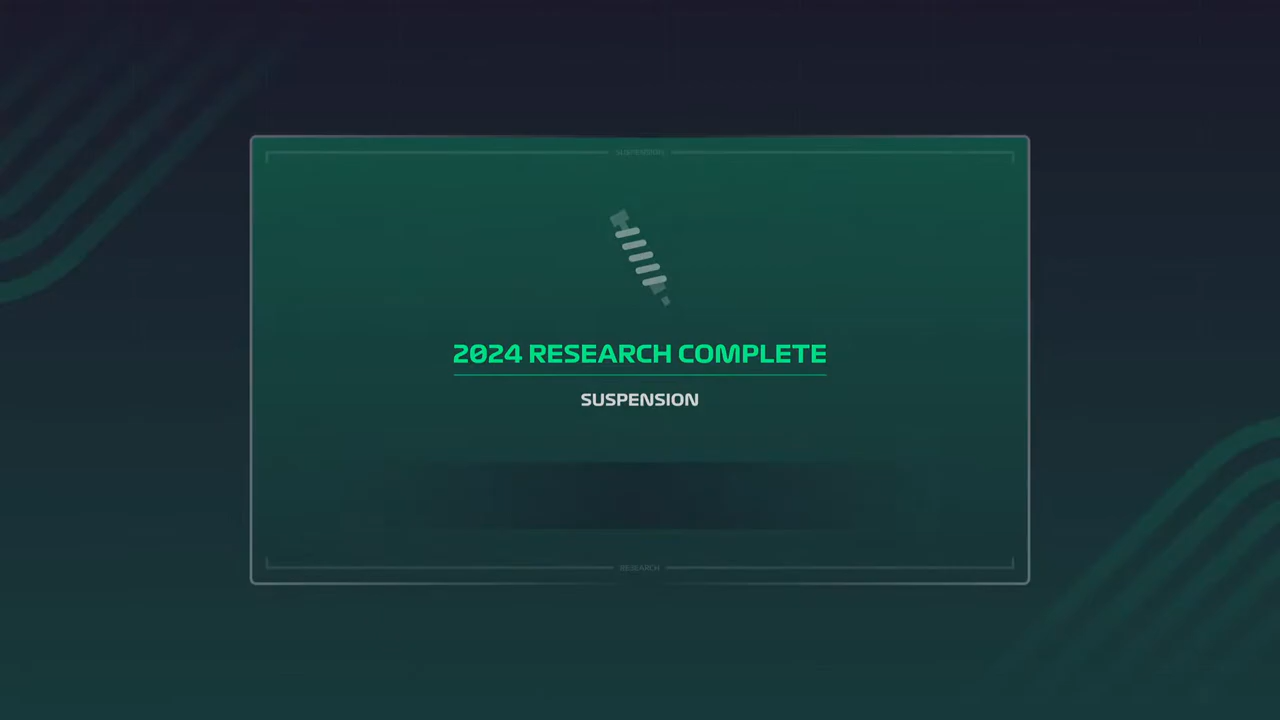 SUSPENSION
2024 RESEARCH COMPLETE
SUSPENSION
RESEARCH